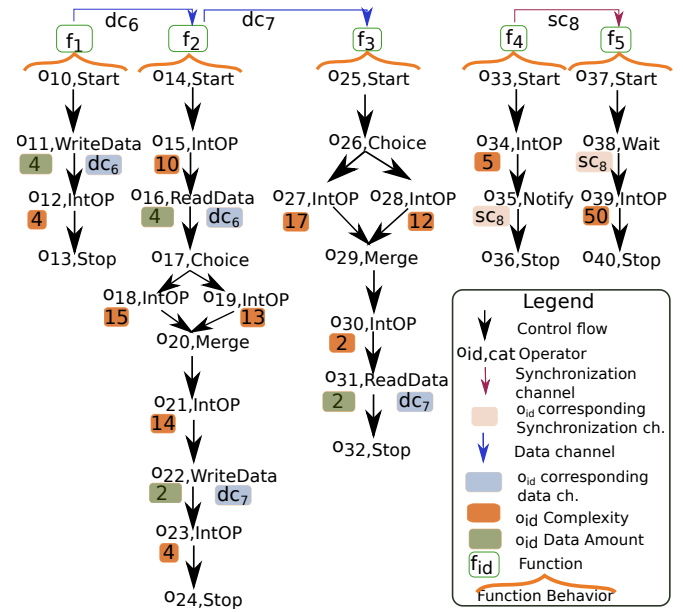 dc6 dc7 sc8
f1 f2 f3 f4 f5
o10,Start o14,Start o25,Start o33,Start o37,Start
o11,WriteData
4 dc6
o12,IntOP
4
o13,Stop
o15,IntOP
10
o16,ReadData
4 dc6
o17,Choice
o18,IntOP o19,IntOP
15 13
o20,Merge
o21,IntOP
14
o22,WriteData
2 dc7
o23,IntOP
4
o24,Stop
o26,Choice
o27,IntOP o28,IntOP
17 12
o29,Merge
o30,IntOP
2
o31,ReadData
2 dc7
o32,Stop
o34,IntOP
5
o35,Notify
sc8
o36,Stop
o38,Wait
sc8
o39,IntOP
50
o40,Stop
Legend
Control flow
oid,cat Operator
Synchronization
channel
oid corresponding
Synchronization ch.
Data channel
oid corresponding
data ch.
oid Complexity
oid Data Amount
fid Function
Function Behavior